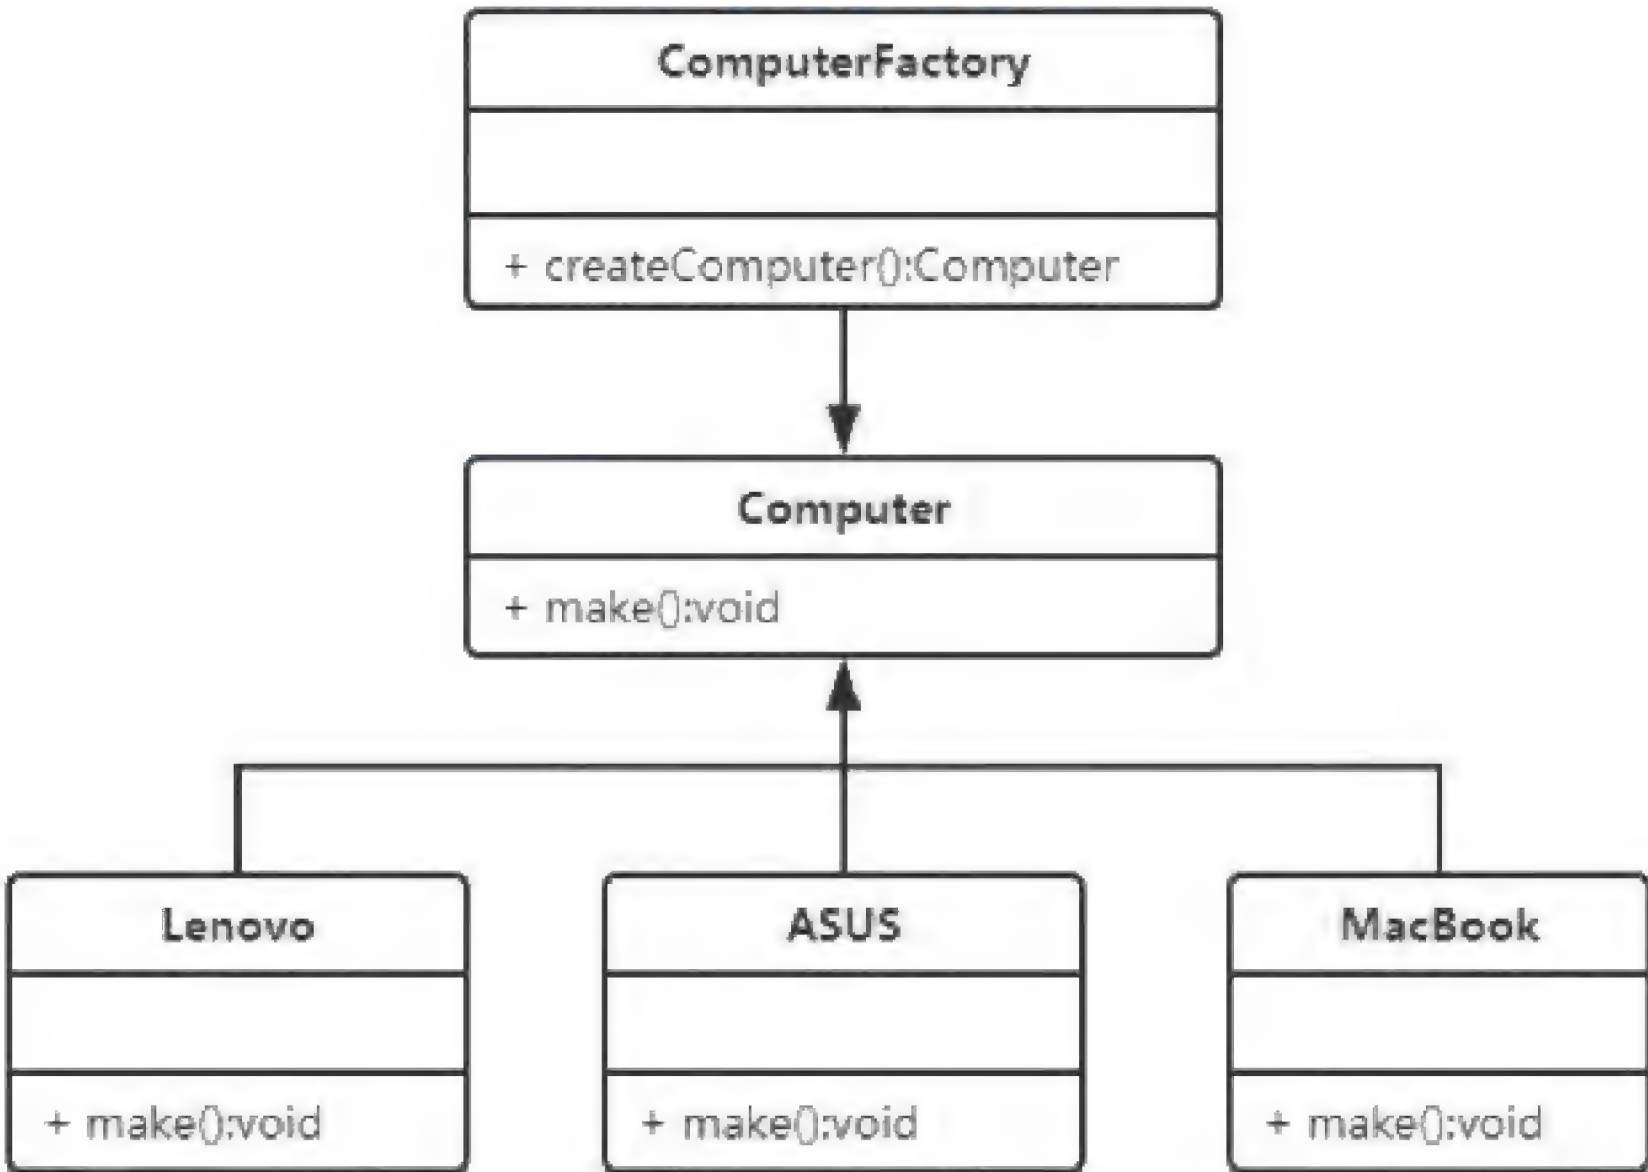 ComputerFactory
+ createComputer():Computer
Computer
+ make():void
Lenovo
ASUS
MacBook
+ make():void
+ make():void
+ make():void